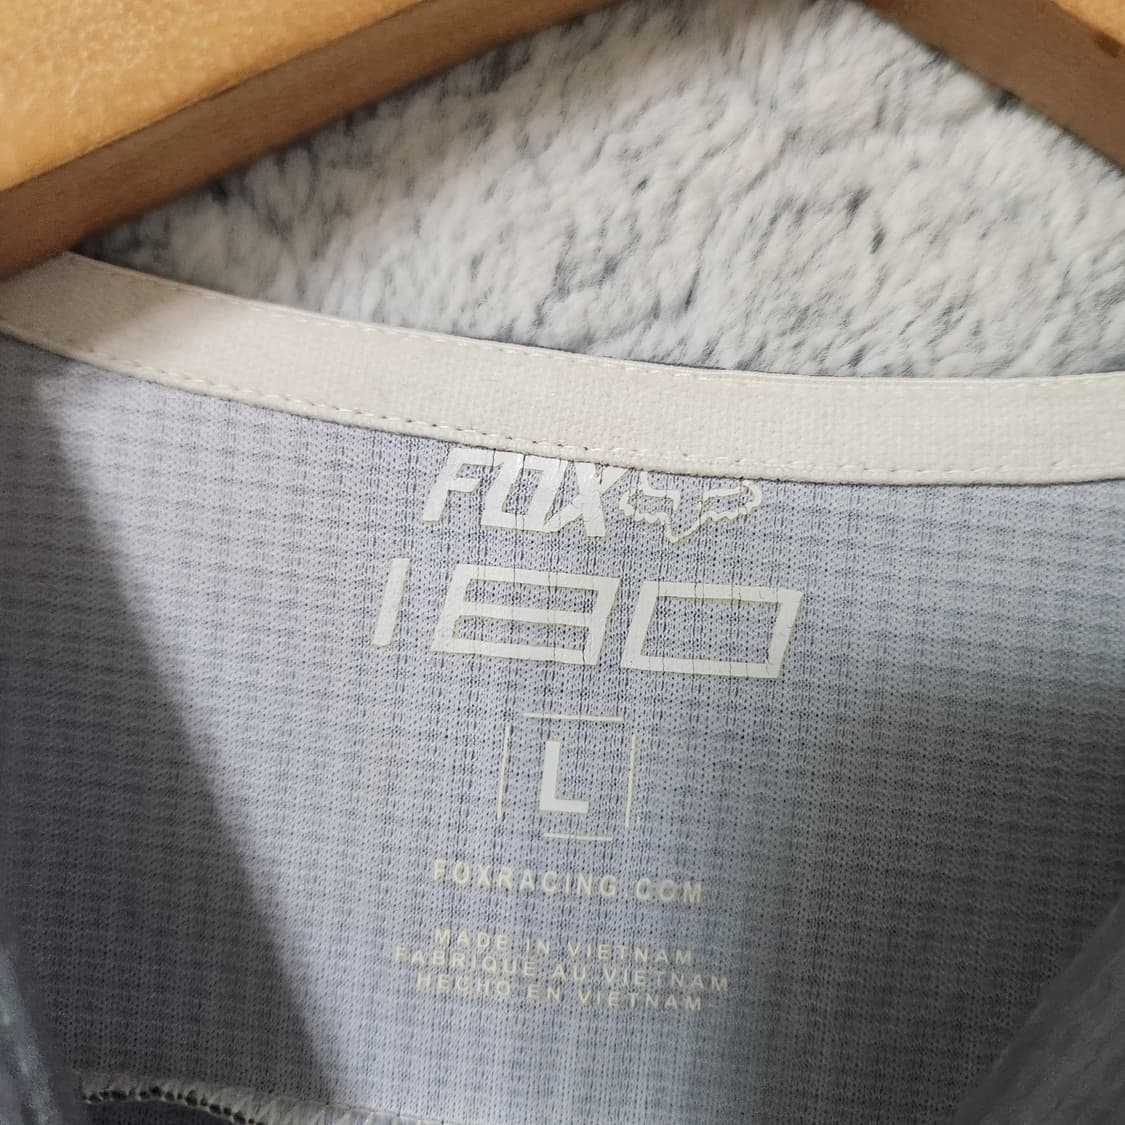 FOX
180
L
FOXRACING.COM
MADE IN VIETNAM
FABRIQUE AU VIETNAM
HECHO EN VIETNAM